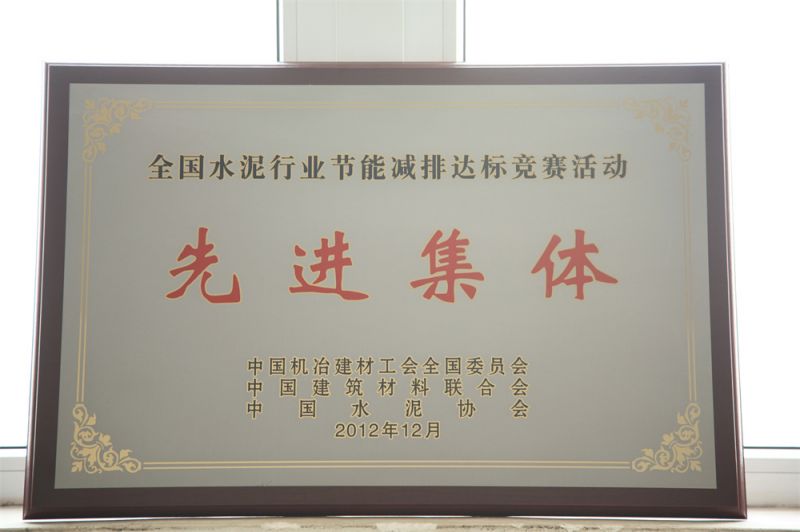 全国水泥行业节能减排达标竞赛活动
先进集体
中国机冶建材工会全国委员会
中国建筑材料联合会
中国水泥协会
2012年12月